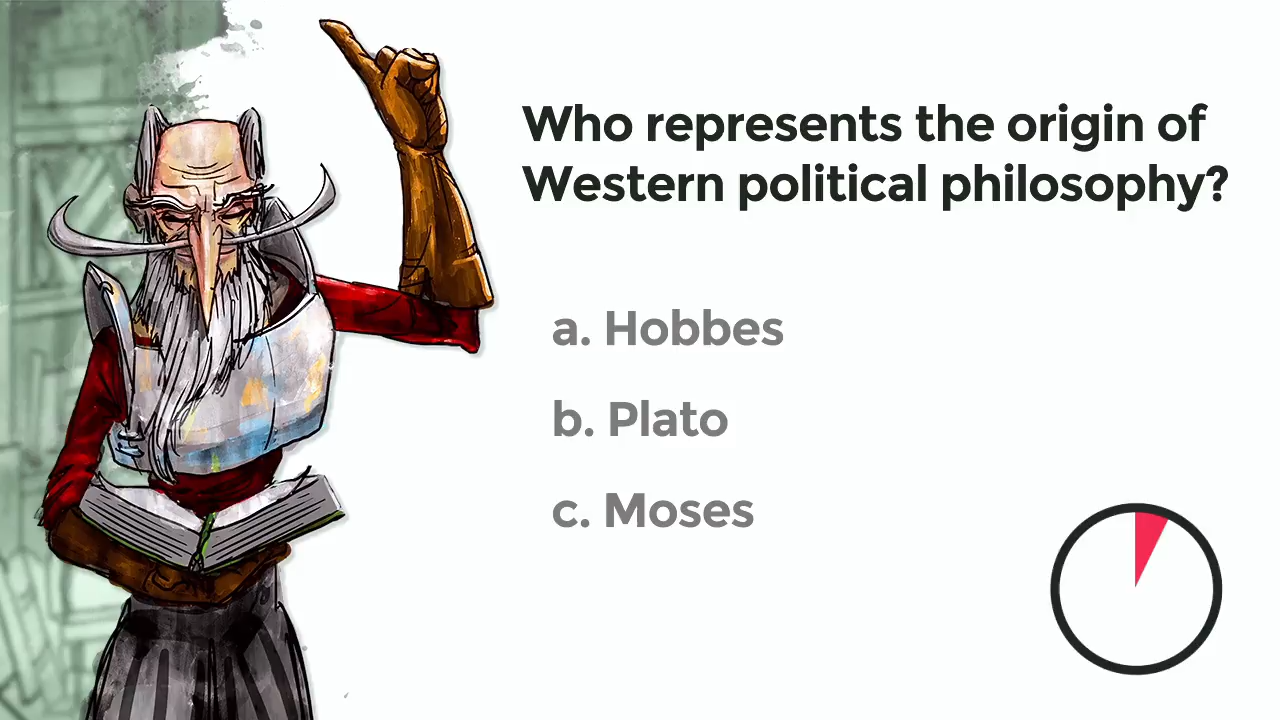 Who represents the origin of
Western political philosophy?
a. Hobbes
b. Plato
c. Moses